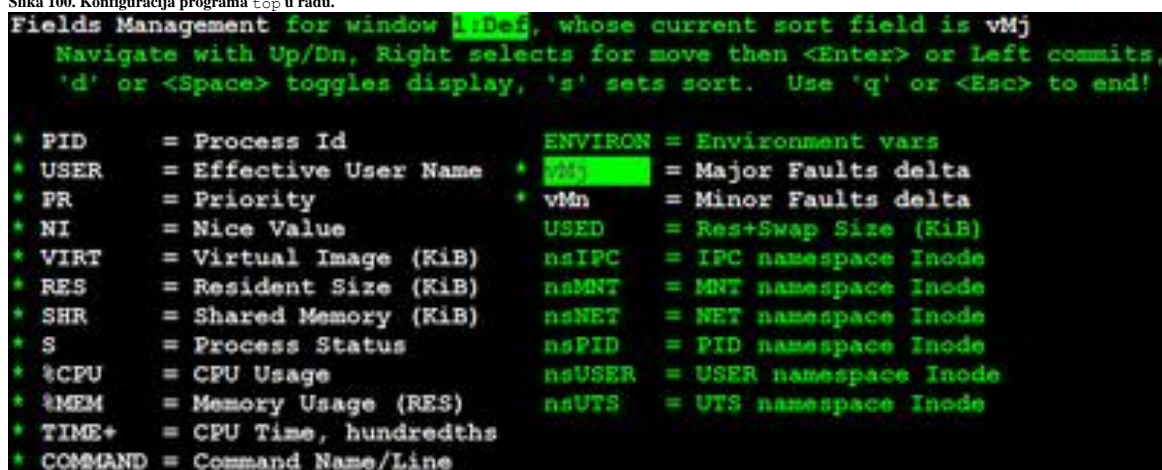 Slika 100. Konfiguracija programa top u radu.
Fields Management for window 1:Def, whose current sort field is vMj
Navigate with Up/Dn, Right selects for move then <Enter> or Left commits,
'd' or <Space> toggles display, 's' sets sort. Use 'q' or <Esc> to end!
* PID = Process Id ENVIRON = Environment vars
* USER = Effective User Name * vMj = Major Faults delta
* PR = Priority * vMn = Minor Faults delta
* NI = Nice Value USED = Res+Swap Size (KiB)
* VIRT = Virtual Image (KiB) nsIPC = IPC namespace Inode
* RES = Resident Size (KiB) nsMNT = MNT namespace Inode
* SHR = Shared Memory (KiB) nsNET = NET namespace Inode
* S = Process Status nsPID = PID namespace Inode
* %CPU = CPU Usage nsUSER = USER namespace Inode
* %MEM = Memory Usage (RES) nsUTS = UTS namespace Inode
* TIME+ = CPU Time, hundredths
* COMMAND = Command Name/Line